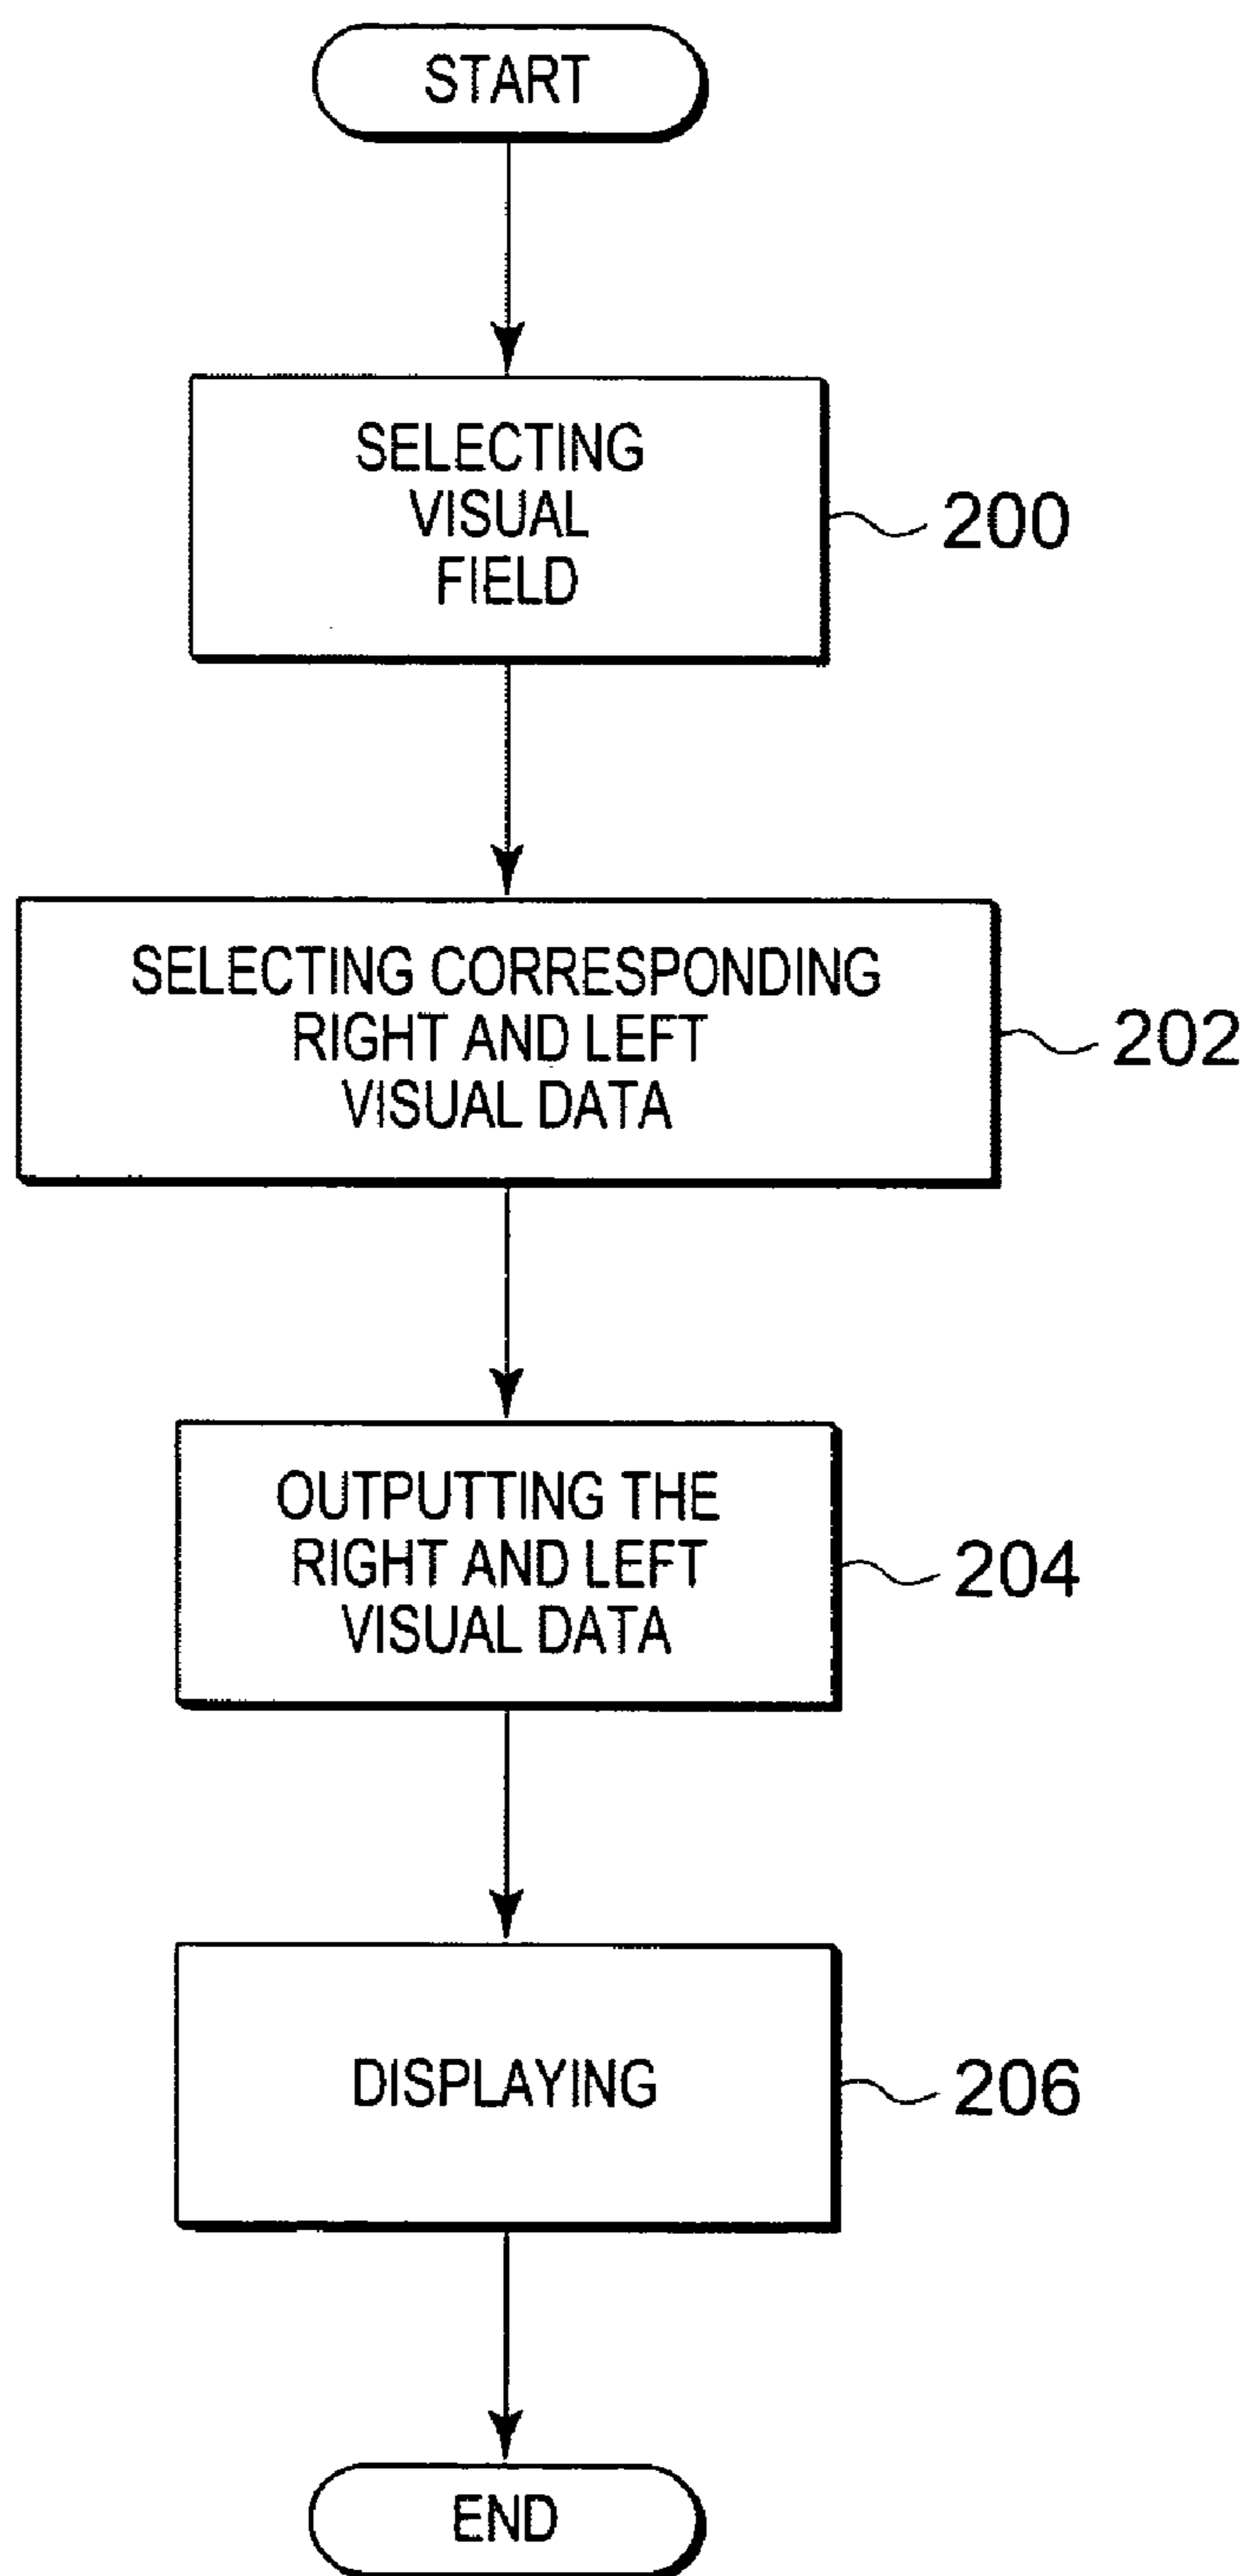 START
SELECTING
VISUAL
FIELD
200
SELECTING CORRESPONDING
RIGHT AND LEFT
VISUAL DATA
202
OUTPUTTING THE
RIGHT AND LEFT
VISUAL DATA
204
DISPLAYING
206
END